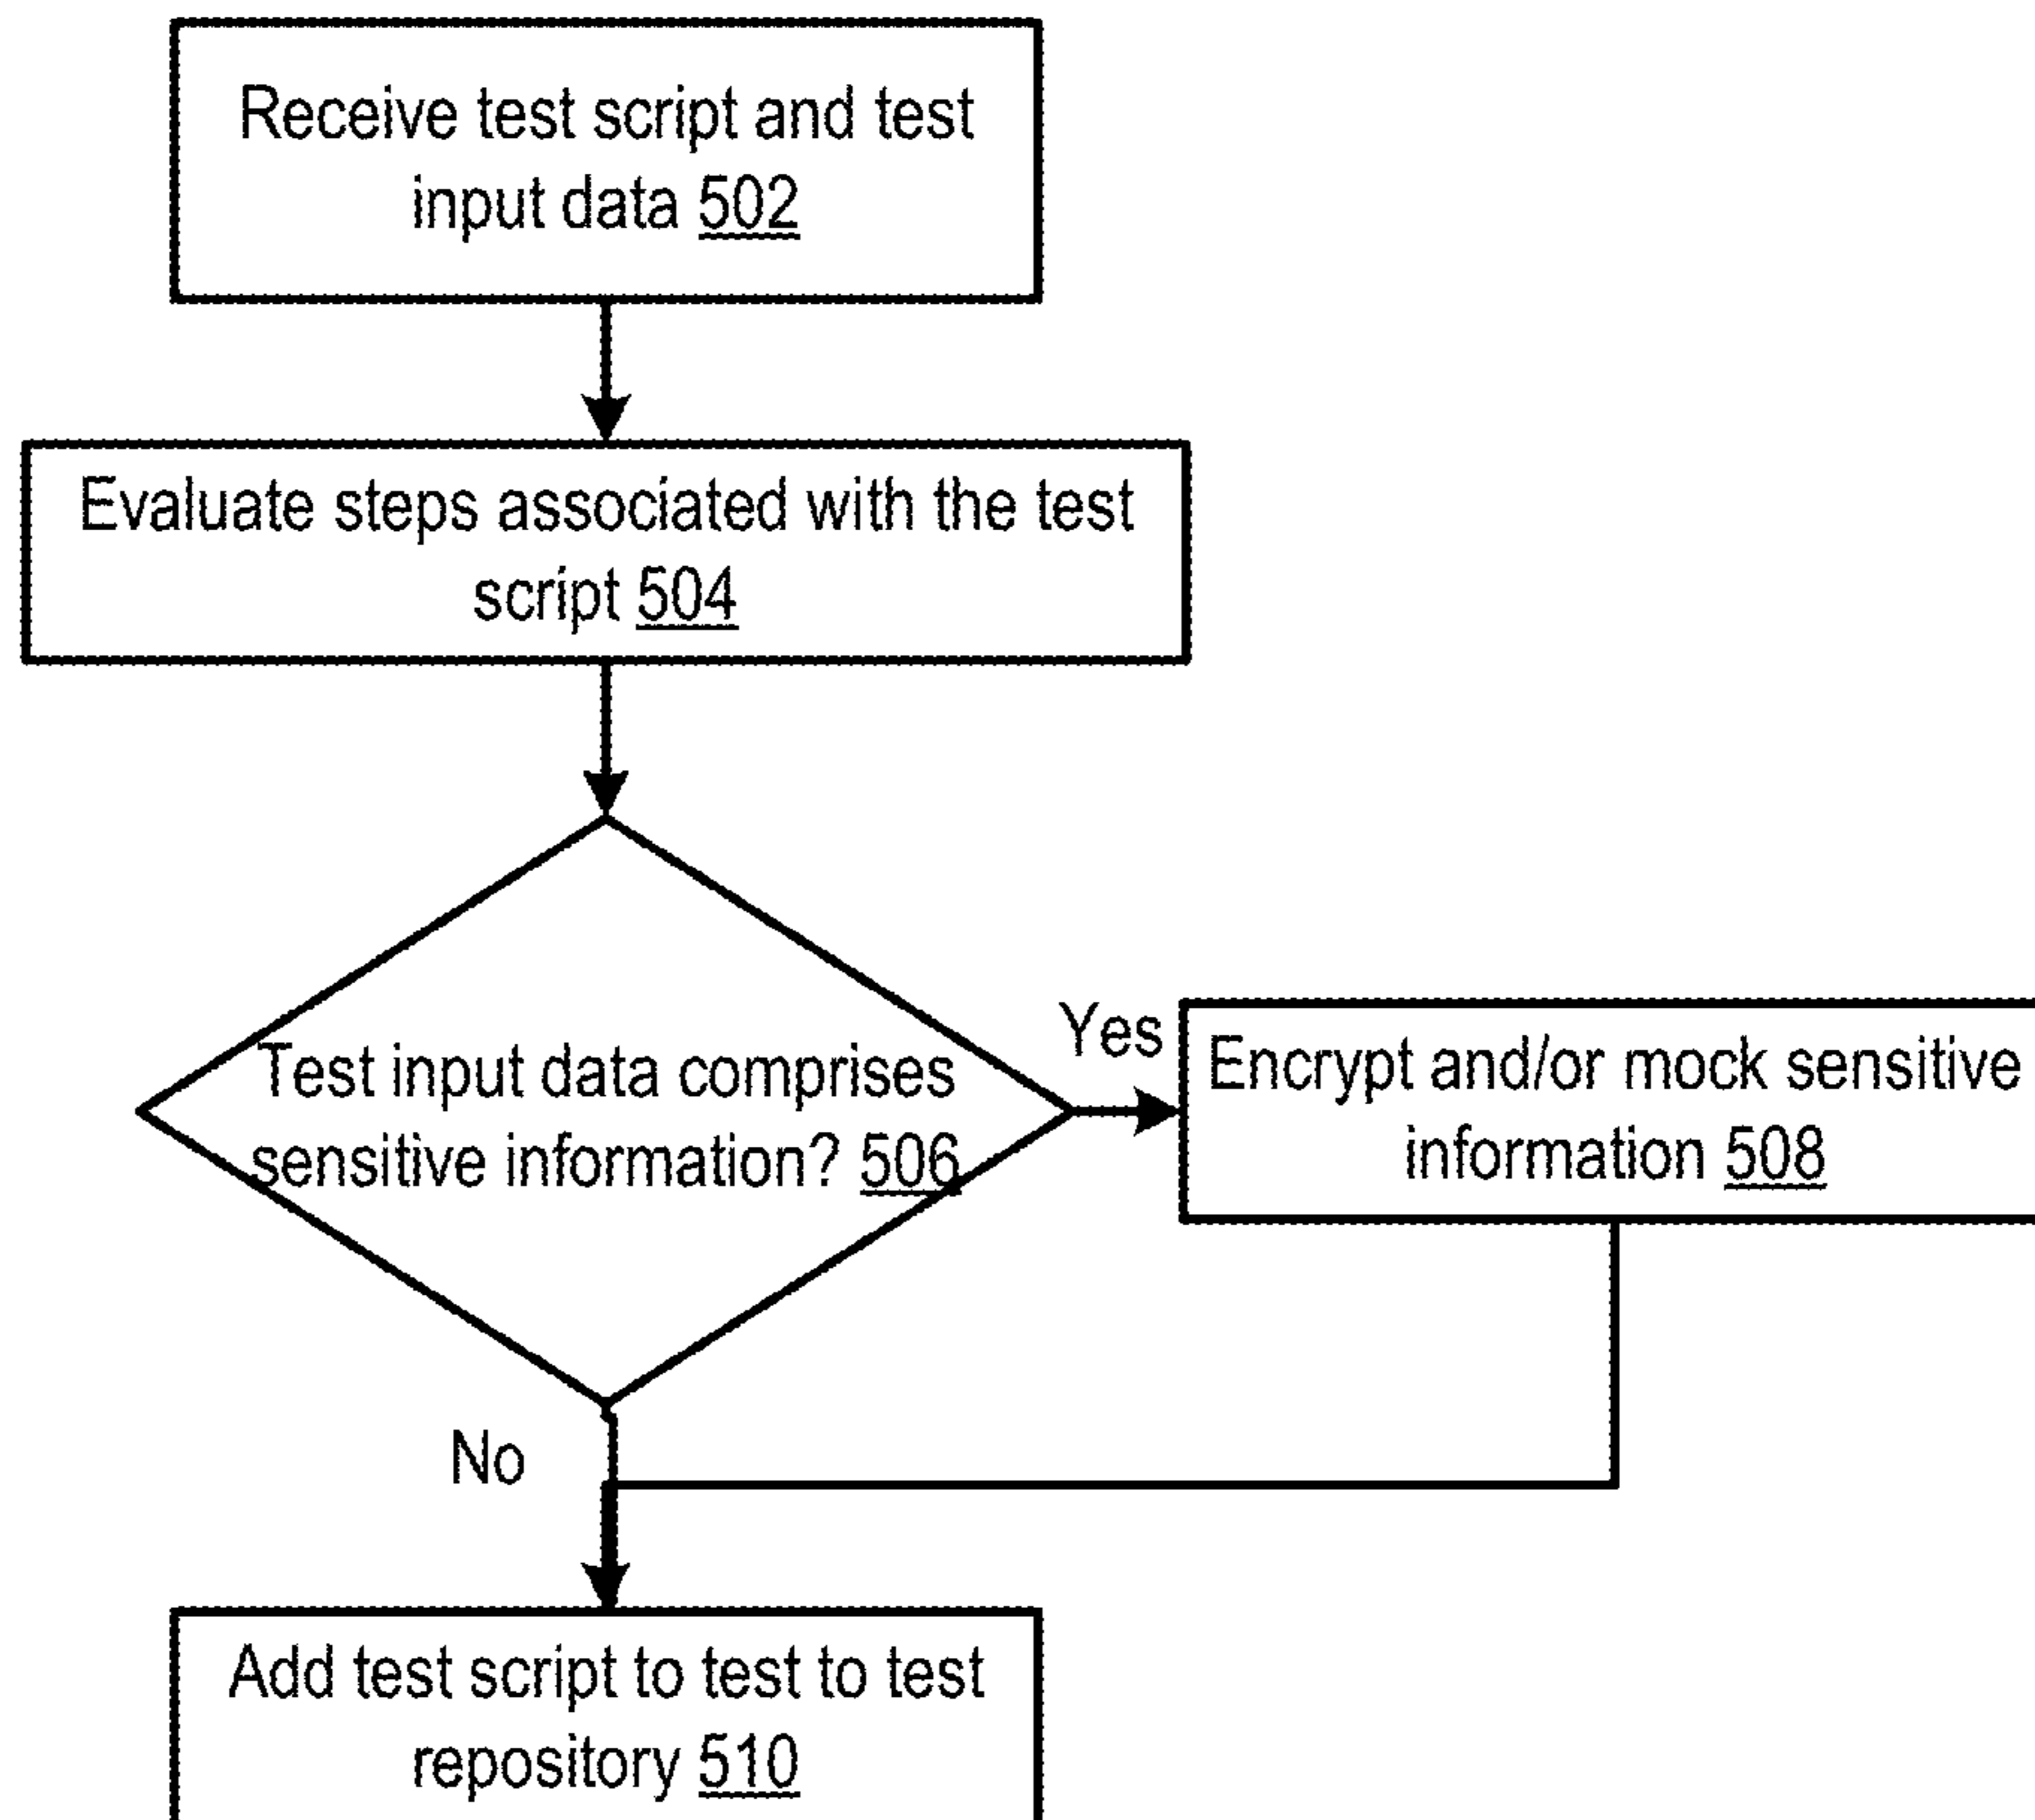 Receive test script and test
input data 502
Evaluate steps associated with the test
script 504
Test input data comprises
sensitive information? 506
Yes
Encrypt and/or mock sensitive
information 508
No
Add test script to test to test
repository 510